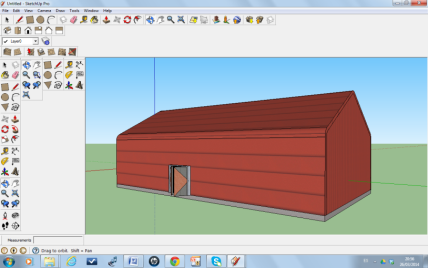 Untitled - SketchUp Pro
File Edit View Camera Draw Tools Window Help
Layer0
Measurements
Drag to orbit. Shift = Pan